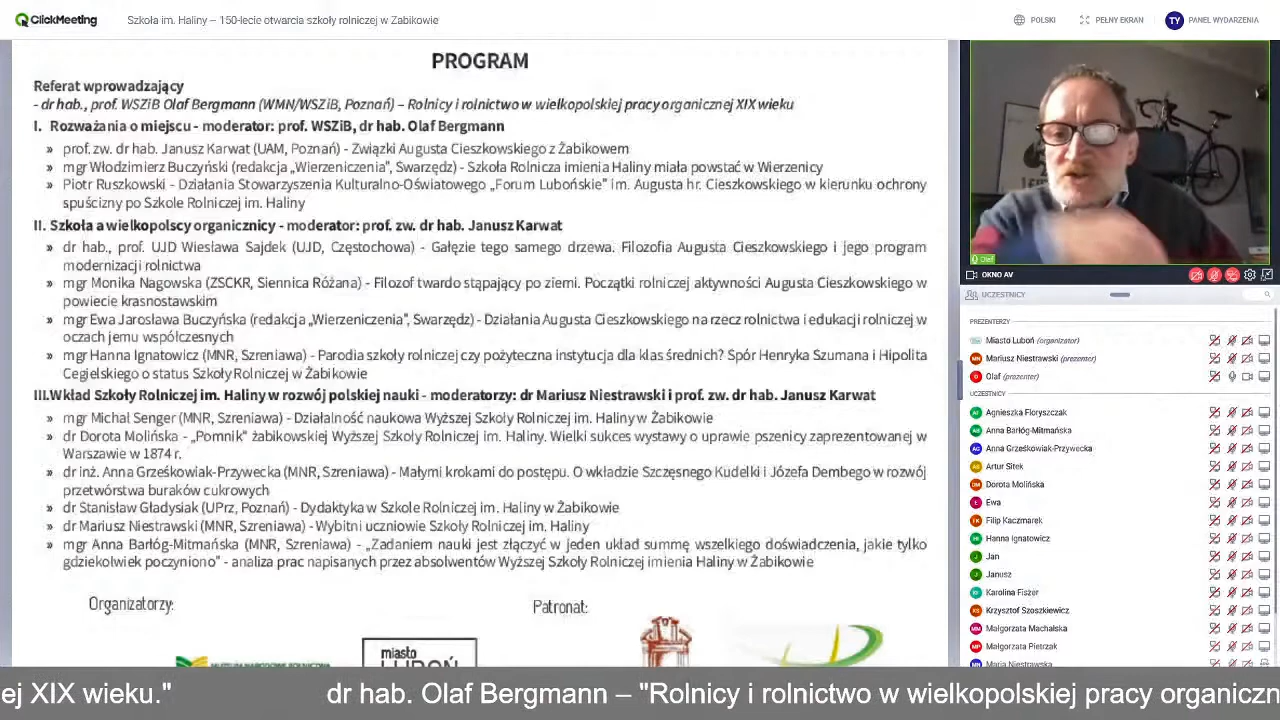 ClickMeeting
Szkoła im. Haliny – 150-lecie otwarcia szkoły rolniczej w Żabikowie
POLSKI
PEŁNY EKRAN
TY
PANEL WYDARZENIA
PROGRAM
Referat wprowadzający
- dr hab., prof. WSZiB Olaf Bergmann (WMN/WSZiB, Poznań) – Rolnicy i rolnictwo w wielkopolskiej pracy organicznej XIX wieku
I. Rozważania o miejscu - moderator: prof. WSZiB, dr hab. Olaf Bergmann
» prof. zw. dr hab. Janusz Karwat (UAM, Poznań) - Związki Augusta Cieszkowskiego z Żabikowem
» mgr Włodzimierz Buczyński (redakcja „Wierzeniczenia”, Swarzędz) - Szkoła Rolnicza imienia Haliny miała powstać w Wierzenicy
» Piotr Ruszkowski - Działania Stowarzyszenia Kulturalno-Oświatowego „Forum Lubońskie” im. Augusta hr. Cieszkowskiego w kierunku ochrony
spuścizny po Szkole Rolniczej im. Haliny
II. Szkoła a wielkopolscy organicznicy - moderator: prof. zw. dr hab. Janusz Karwat
» dr hab., prof. UJD Wiesława Sajdek (UJD, Częstochowa) - Gałęzie tego samego drzewa. Filozofia Augusta Cieszkowskiego i jego program
modernizacji rolnictwa
» mgr Monika Nagowska (ZSCKR, Siennica Różana) - Filozof twardo stąpający po ziemi. Początki rolniczej aktywności Augusta Cieszkowskiego w
powiecie krasnostawskim
» mgr Ewa Jarosława Buczyńska (redakcja „Wierzeniczenia”, Swarzędz) - Działania Augusta Cieszkowskiego na rzecz rolnictwa i edukacji rolniczej w
oczach jemu współczesnych
» mgr Hanna Ignatowicz (MNR, Szreniawa) - Parodia szkoły rolniczej czy pożyteczna instytucja dla klas średnich? Spór Henryka Szumana i Hipolita
Cegielskiego o status Szkoły Rolniczej w Żabikowie
III.Wkład Szkoły Rolniczej im. Haliny w rozwój polskiej nauki - moderatorzy: dr Mariusz Niestrawski i prof. zw. dr hab. Janusz Karwat
» mgr Michał Senger (MNR, Szreniawa) - Działalność naukowa Wyższej Szkoły Rolniczej im. Haliny w Żabikowie
» dr Dorota Molińska - „Pomnik” żabikowskiej Wyższej Szkoły Rolniczej im. Haliny. Wielki sukces wystawy o uprawie pszenicy zaprezentowanej w
Warszawie w 1874 r.
» dr inż. Anna Grześkowiak-Przywecka (MNR, Szreniawa) - Małymi krokami do postępu. O wkładzie Szczęsnego Kudelki i Józefa Dembego w rozwój
przetwórstwa buraków cukrowych
» dr Stanisław Gładysiak (UPrz, Poznań) - Dydaktyka w Szkole Rolniczej im. Haliny w Żabikowie
» dr Mariusz Niestrawski (MNR, Szreniawa) - Wybitni uczniowie Szkoły Rolniczej im. Haliny
» mgr Anna Barłóg-Mitmańska (MNR, Szreniawa) - „Zadaniem nauki jest złączyć w jeden układ summę wszelkiego doświadczenia, jakie tylko
gdziekolwiek poczyniono” - analiza prac napisanych przez absolwentów Wyższej Szkoły Rolniczej imienia Haliny w Żabikowie
Organizatorzy:
Patronat:
miasto
LUBOŃ
Olaf
OKNO AV
UCZESTNICY
PREZENTERZY
Miasto Luboń (organizator)
MN Mariusz Niestrawski (prezenter)
O Olaf (prezenter)
UCZESTNICY
AF Agnieszka Floryszczak
AB Anna Barłóg-Mitmańska
AG Anna Grześkowiak-Przywecka
AS Artur Sitek
DM Dorota Molińska
E Ewa
FK Filip Kaczmarek
HI Hanna Ignatowicz
J Jan
J Janusz
KF Karolina Fiszer
KS Krzysztof Szoszkiewicz
MM Małgorzata Machalska
MP Małgorzata Pietrzak
MN Maria Niestrawska
ej XIX wieku." dr hab. Olaf Bergmann – "Rolnicy i rolnictwo w wielkopolskiej pracy organiczn